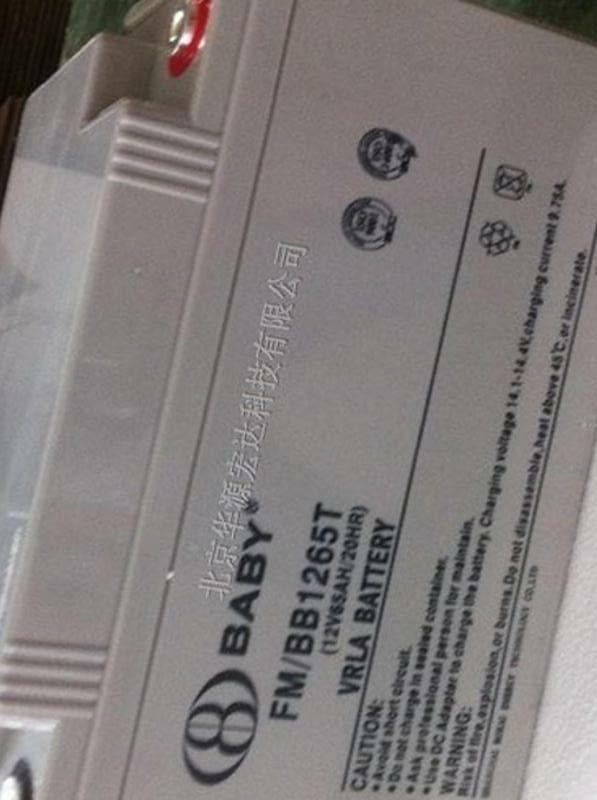 北京华源宏达科技有限公司
BABY
FM/BB1265T
(12V65AH/20HR)
VRLA BATTERY
CAUTION:
• Avoid short circuit.
• Do not charge in sealed container.
• Ask professional person for maintain.
• Use DC Adaptor to charge the battery. Charging voltage 14.1-14.4V,charging current 9.75A.
WARNING:
Risk of fire,explosion,or burns.Do not disassemble,heat above 45℃,or incinerate.
ENERGY TECHNOLOGY CO.,LTD